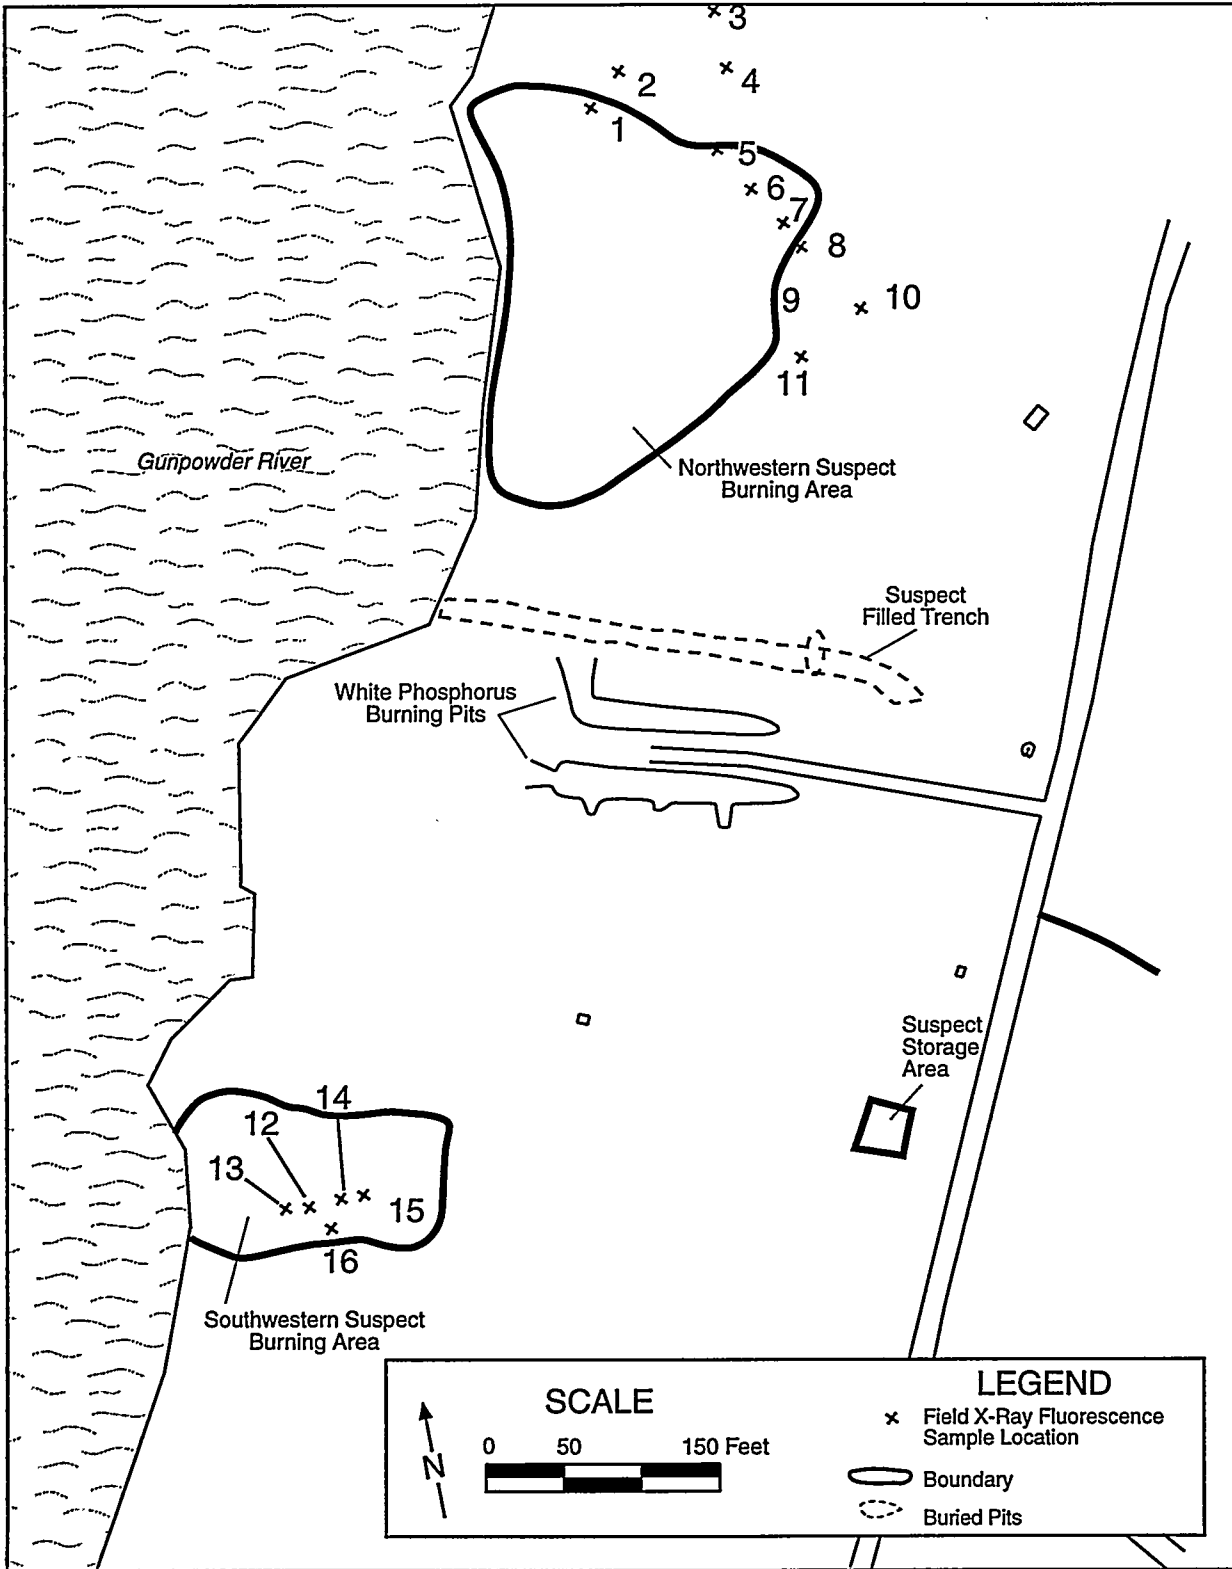 3
2
4
1
5
6
7
8
9
10
11
Gunpowder River
Northwestern Suspect
Burning Area
Suspect
Filled Trench
White Phosphorus
Burning Pits
Suspect
Storage
Area
14
12
13
15
16
Southwestern Suspect
Burning Area
SCALE
0 50 150 Feet
N
LEGEND
x Field X-Ray Fluorescence
Sample Location
Boundary
Buried Pits